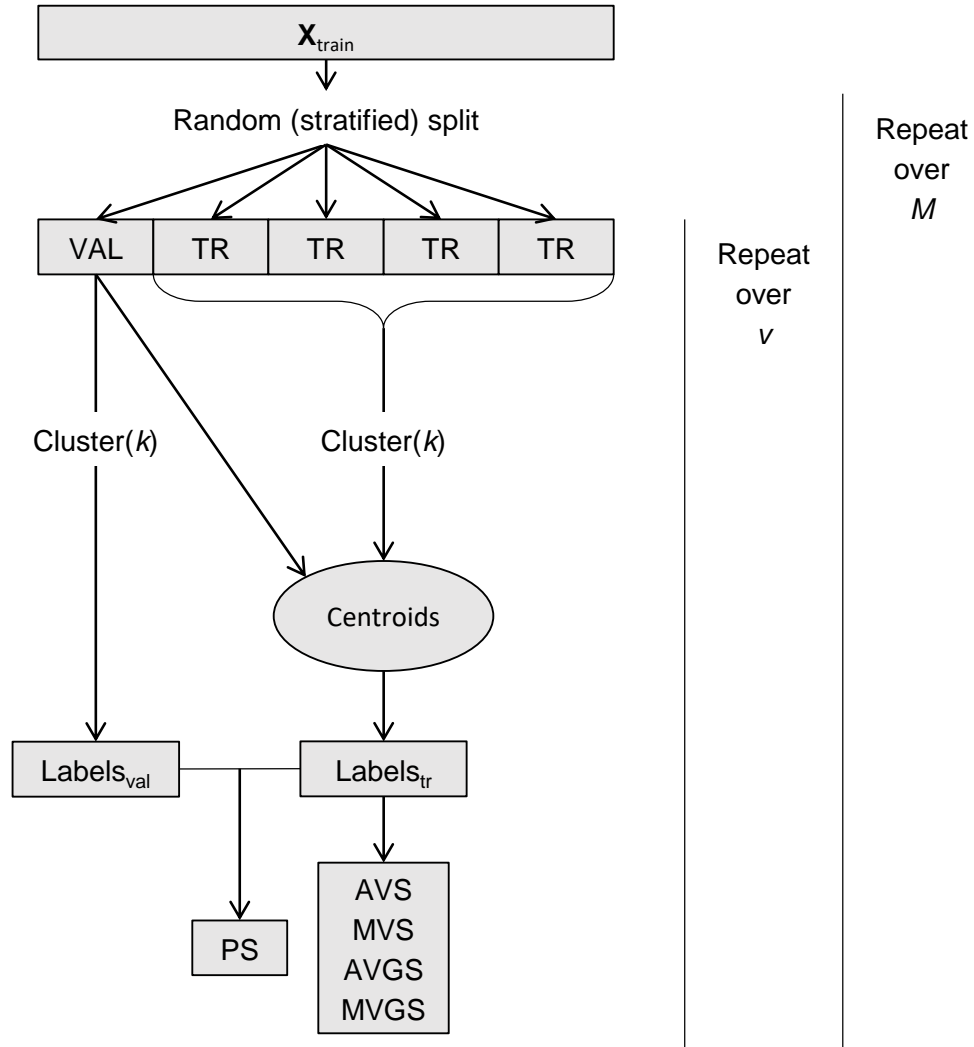 X_train
Random (stratified) split
Repeat
over
M
VAL TR TR TR TR
Repeat
over
v
Cluster(k) Cluster(k)
Centroids
Labels_val Labels_tr
AVS
MVS
PS
AVGS
MVGS